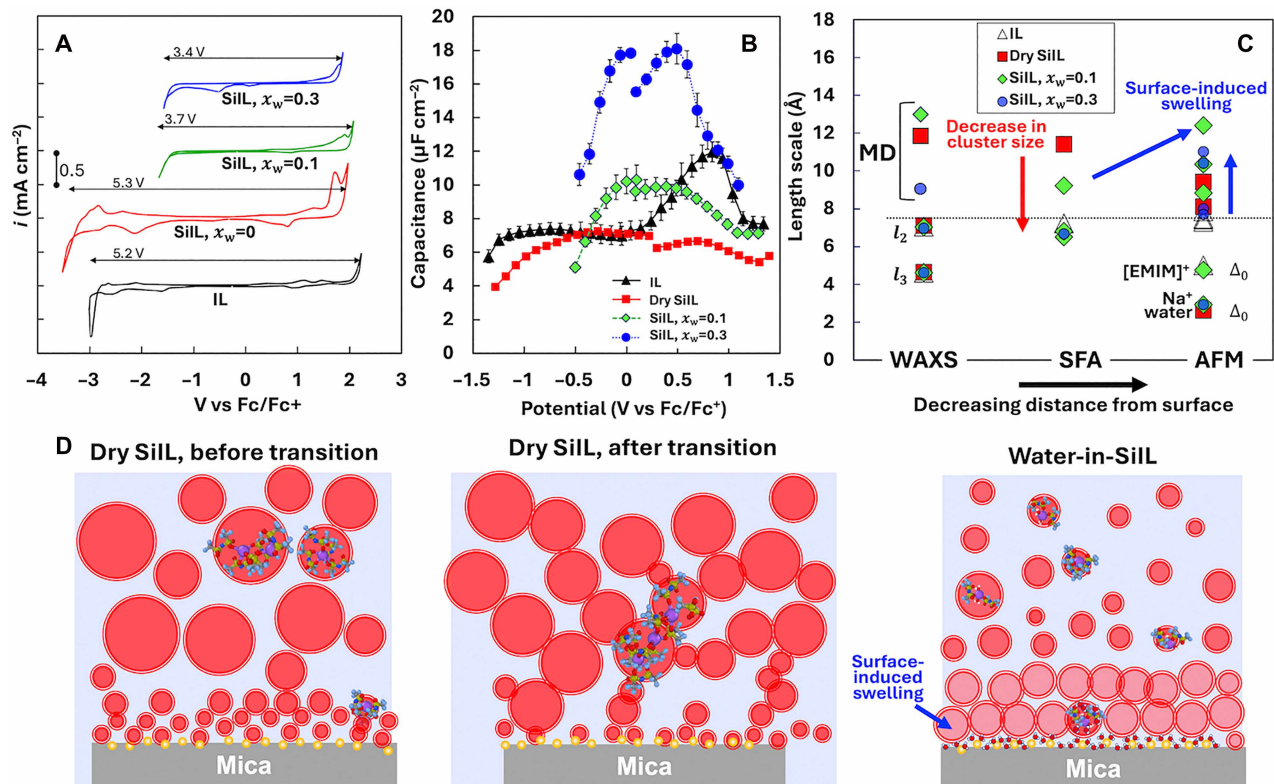 A
3.4 V
SiIL, xw=0.3
3.7 V
SiIL, xw=0.1
0.5
5.3 V
SiIL, xw=0
5.2 V
IL
i (mA cm−2)
−4 −3 −2 −1 0 1 2 3
V vs Fc/Fc+
B
20
18
16
14
12
10
8
6
4
2
0
Capacitance (μF cm−2)
IL
Dry SiIL
SiIL, xw=0.1
SiIL, xw=0.3
−1.5 −1.0 −0.5 0 0.5 1.0 1.5
Potential (V vs Fc/Fc+)
C
18
16
14
12
10
8
6
4
2
0
Length scale (Å)
IL
Dry SiIL
SiIL, xw=0.1
SiIL, xw=0.3
Surface-induced
swelling
Decrease in
cluster size
MD
l2
l3
[EMIM]+ Δ0
Na+
water Δ0
WAXS SFA AFM
Decreasing distance from surface
D
Dry SiIL, before transition
Dry SiIL, after transition
Water-in-SiIL
Surface-
induced
swelling
Mica
Mica
Mica